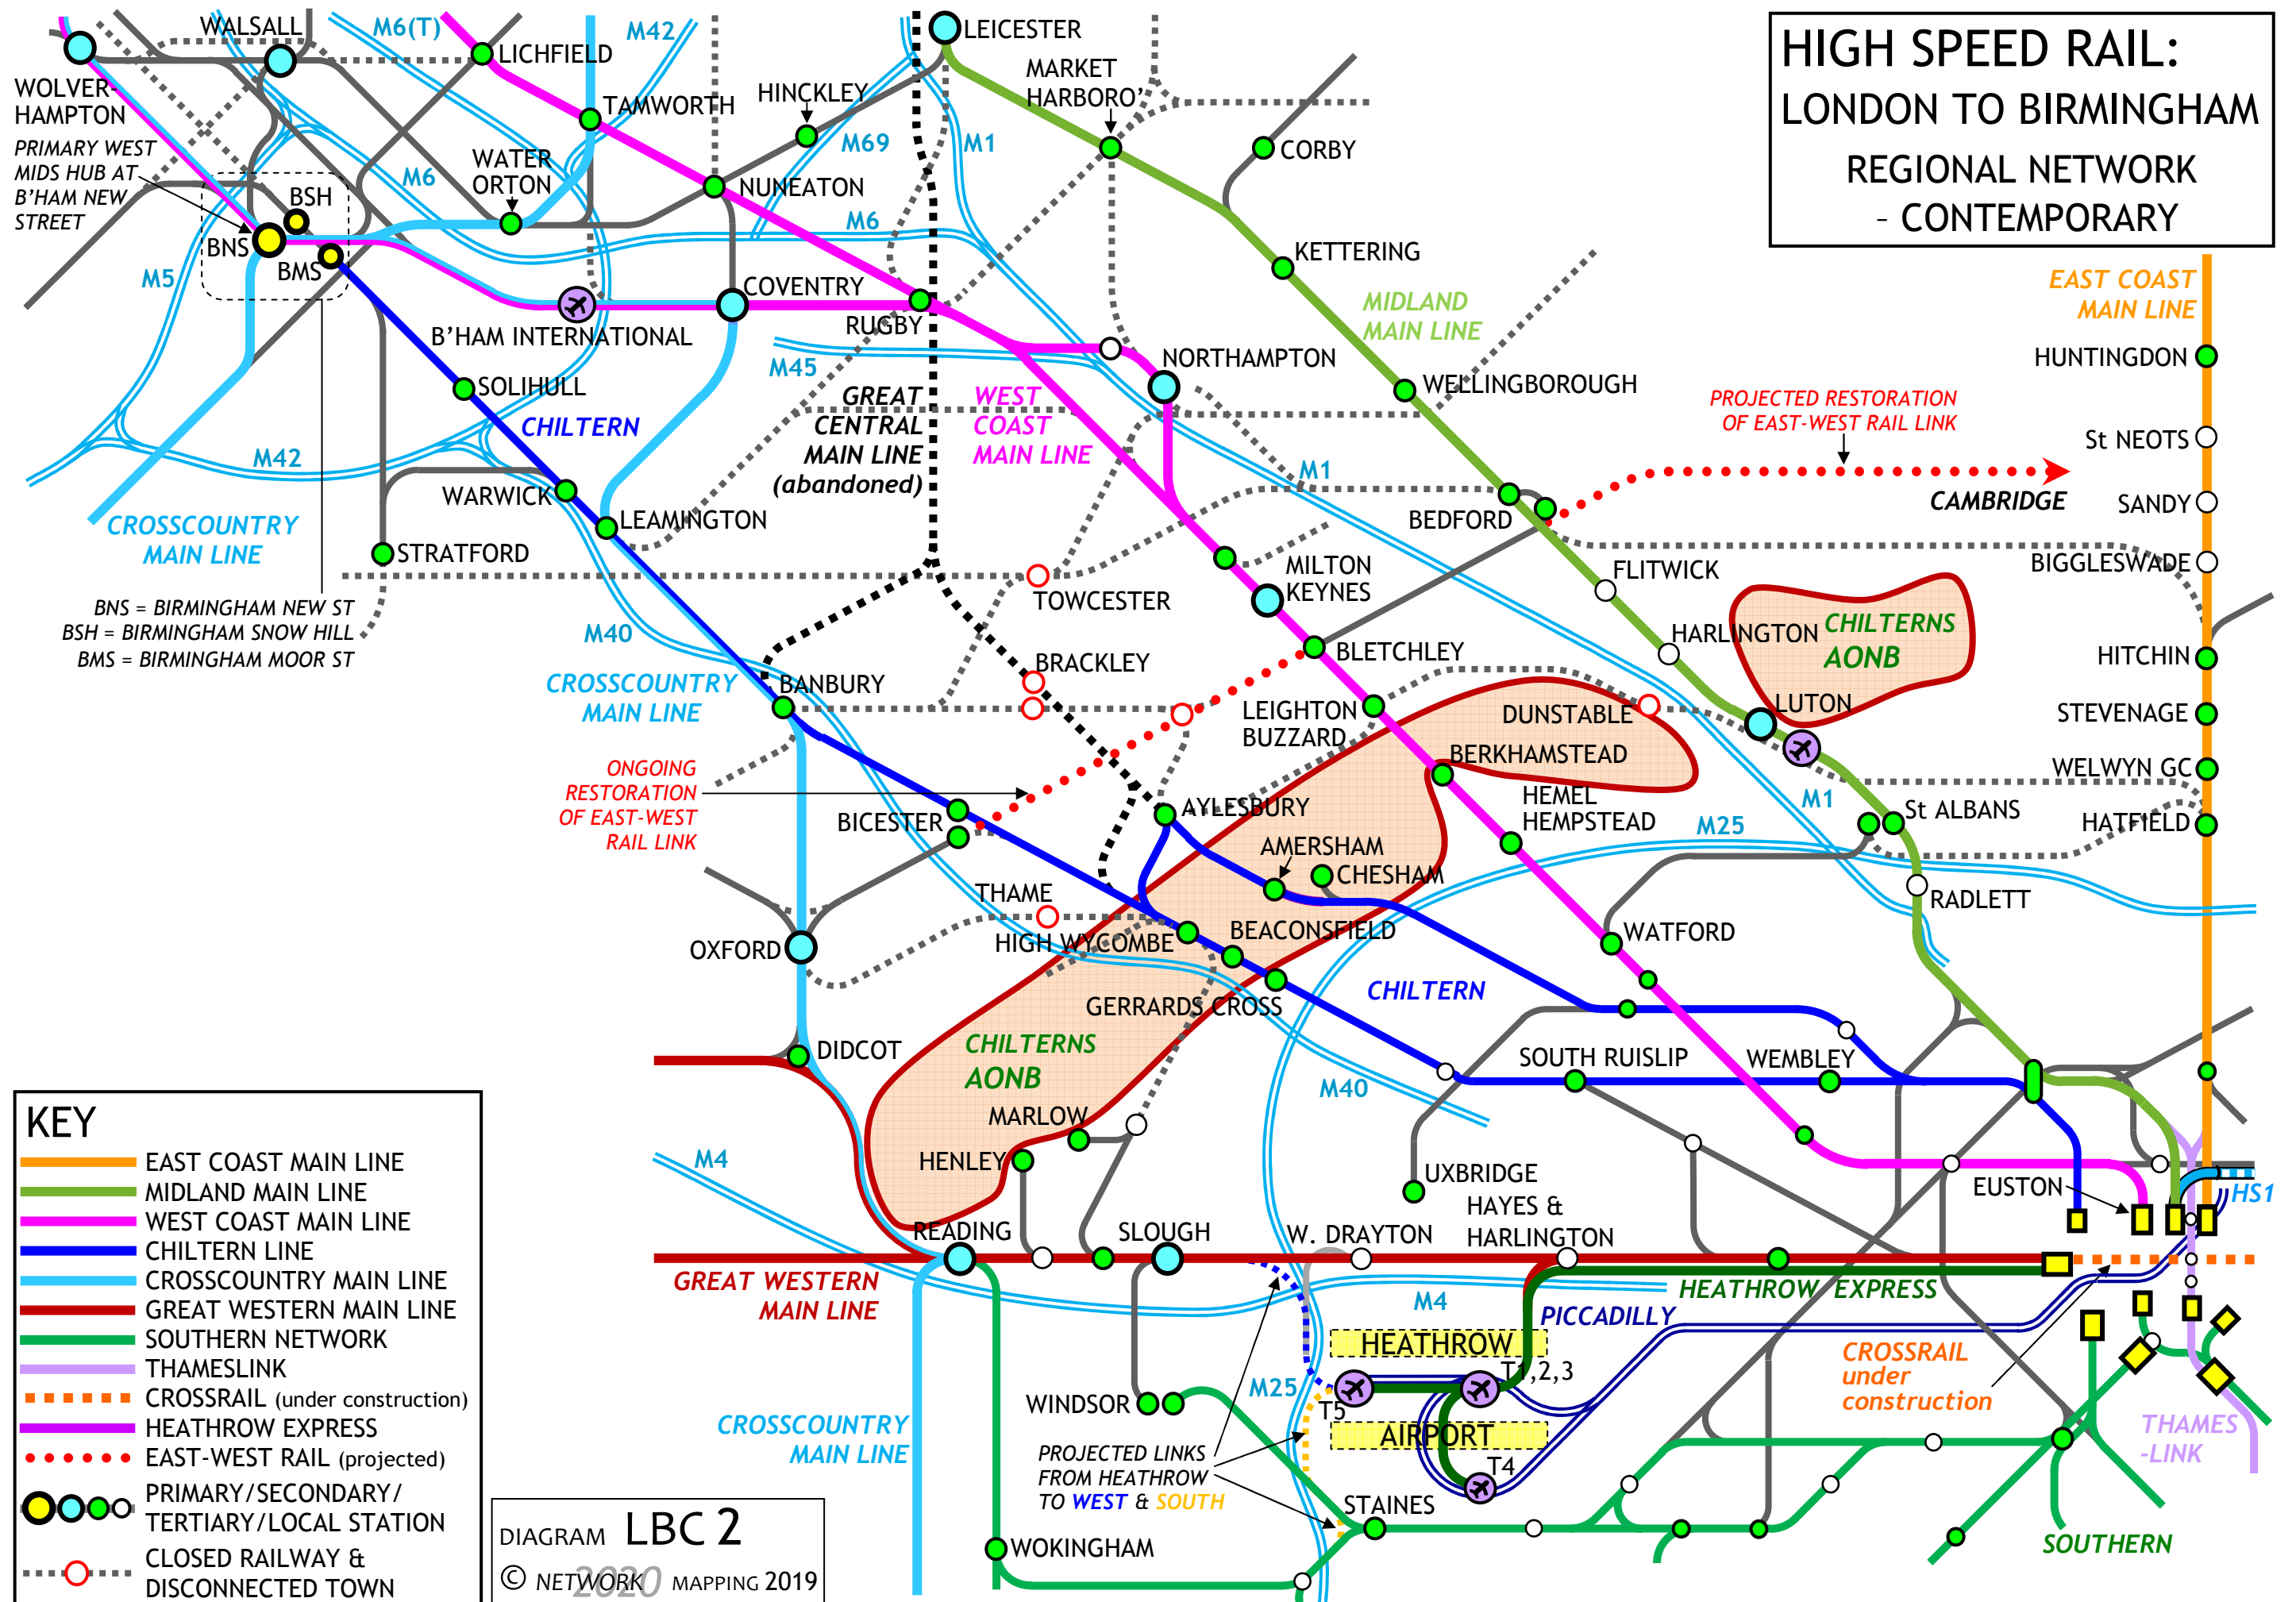 HIGH SPEED RAIL:
LONDON TO BIRMINGHAM
REGIONAL NETWORK
- CONTEMPORARY
WALSALL
M6(T)
LICHFIELD
M42
LEICESTER
MARKET
HARBORO'
WOLVER-
HAMPTON
TAMWORTH
HINCKLEY
M69
M1
CORBY
PRIMARY WEST
MIDS HUB AT
B'HAM NEW
STREET
WATER
ORTON
M6
NUNEATON
BSH
BNS
BMS
M6
M5
KETTERING
COVENTRY
B'HAM INTERNATIONAL
RUGBY
MIDLAND
MAIN LINE
EAST COAST
MAIN LINE
HUNTINGDON
M45
NORTHAMPTON
SOLIHULL
CHILTERN
GREAT
CENTRAL
MAIN LINE
(abandoned)
WEST
COAST
MAIN LINE
WELLINGBOROUGH
PROJECTED RESTORATION
OF EAST-WEST RAIL LINK
St NEOTS
M42
M1
WARWICK
LEAMINGTON
BEDFORD
CAMBRIDGE
SANDY
CROSSCOUNTRY
MAIN LINE
STRATFORD
MILTON
KEYNES
FLITWICK
BIGGLESWADE
TOWCESTER
BNS = BIRMINGHAM NEW ST
BSH = BIRMINGHAM SNOW HILL
BMS = BIRMINGHAM MOOR ST
M40
HARLINGTON
CHILTERNS
AONB
BRACKLEY
BLETCHLEY
HITCHIN
CROSSCOUNTRY
MAIN LINE
BANBURY
LEIGHTON
BUZZARD
DUNSTABLE
LUTON
STEVENAGE
BERKHAMSTEAD
WELWYN GC
ONGOING
RESTORATION
OF EAST-WEST
RAIL LINK
BICESTER
AYLESBURY
HEMEL
HEMPSTEAD
M1
St ALBANS
HATFIELD
M25
AMERSHAM
CHESHAM
THAME
RADLETT
OXFORD
HIGH WYCOMBE
BEACONSFIELD
WATFORD
GERRARDS CROSS
CHILTERN
DIDCOT
CHILTERNS
AONB
SOUTH RUISLIP
WEMBLEY
M40
MARLOW
M4
HENLEY
UXBRIDGE
EUSTON
HS1
READING
SLOUGH
W. DRAYTON
HAYES &
HARLINGTON
GREAT WESTERN
MAIN LINE
M4
HEATHROW EXPRESS
PICCADILLY
HEATHROW
T1,2,3
T5
AIRPORT
T4
M25
WINDSOR
CROSSRAIL
under
construction
THAMES
-LINK
CROSSCOUNTRY
MAIN LINE
PROJECTED LINKS
FROM HEATHROW
TO WEST & SOUTH
STAINES
WOKINGHAM
SOUTHERN
KEY
EAST COAST MAIN LINE
MIDLAND MAIN LINE
WEST COAST MAIN LINE
CHILTERN LINE
CROSSCOUNTRY MAIN LINE
GREAT WESTERN MAIN LINE
SOUTHERN NETWORK
THAMESLINK
CROSSRAIL (under construction)
HEATHROW EXPRESS
EAST-WEST RAIL (projected)
PRIMARY/SECONDARY/
TERTIARY/LOCAL STATION
CLOSED RAILWAY &
DISCONNECTED TOWN
DIAGRAM LBC 2
© NETWORK 2020 MAPPING 2019